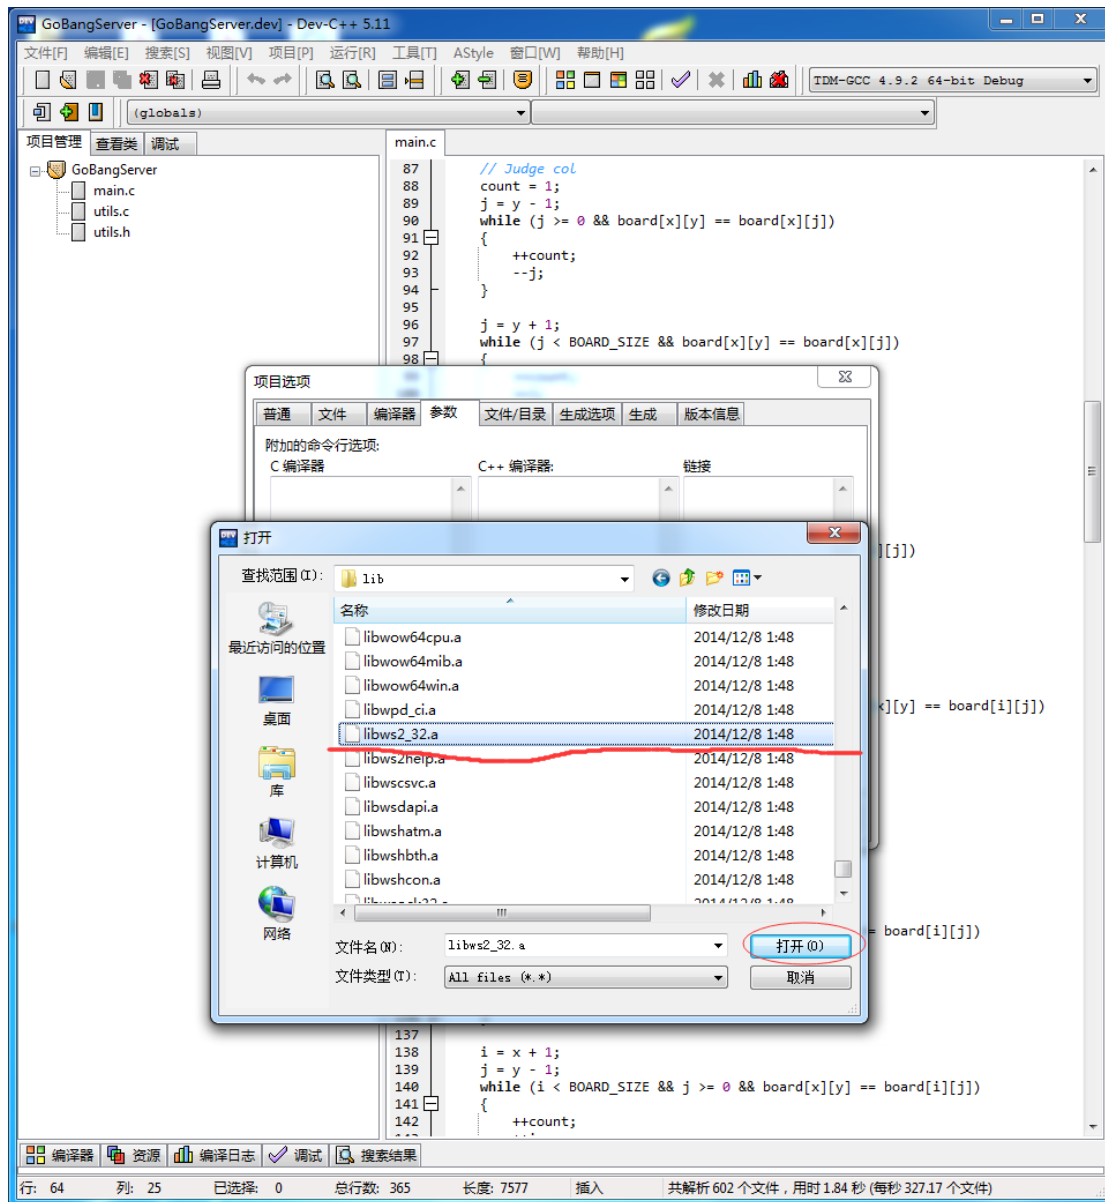 GoBangServer - [GoBangServer.dev] - Dev-C++ 5.11
文件[F] 编辑[E] 搜索[S] 视图[V] 项目[P] 运行[R] 工具[T] AStyle 窗口[W] 帮助[H]
TDM-GCC 4.9.2 64-bit Debug
(globals)
项目管理 查看类 调试
main.c
GoBangServer
main.c
utils.c
utils.h
87 // Judge col
88 count = 1;
89 j = y - 1;
90 while (j >= 0 && board[x][y] == board[x][j])
91 {
92 ++count;
93 --j;
94 }
95
96 j = y + 1;
97 while (j < BOARD_SIZE && board[x][y] == board[x][j])
98 {
项目选项
普通 文件 编译器 参数 文件/目录 生成选项 生成 版本信息
附加的命令行选项:
C 编译器 C++ 编译器: 链接
][j])
打开
查找范围(I): lib
名称 修改日期
libwow64cpu.a 2014/12/8 1:48
libwow64mib.a 2014/12/8 1:48
libwow64win.a 2014/12/8 1:48
libwpd_ci.a 2014/12/8 1:48
libws2_32.a 2014/12/8 1:48
libws2help.a 2014/12/8 1:48
libwscsvc.a 2014/12/8 1:48
libwsdapi.a 2014/12/8 1:48
libwshatm.a 2014/12/8 1:48
libwshbth.a 2014/12/8 1:48
libwshcon.a 2014/12/8 1:48
最近访问的位置
桌面
库
计算机
网络
x][y] == board[i][j])
= board[i][j])
文件名(N): libws2_32.a 打开(O)
文件类型(T): All files (*.*) 取消
137
138 i = x + 1;
139 j = y - 1;
140 while (i < BOARD_SIZE && j >= 0 && board[x][y] == board[i][j])
141 {
142 ++count;
编译器 资源 编译日志 调试 搜索结果
行: 64 列: 25 已选择: 0 总行数: 365 长度: 7577 插入 共解析 602 个文件，用时 1.84 秒 (每秒 327.17 个文件)